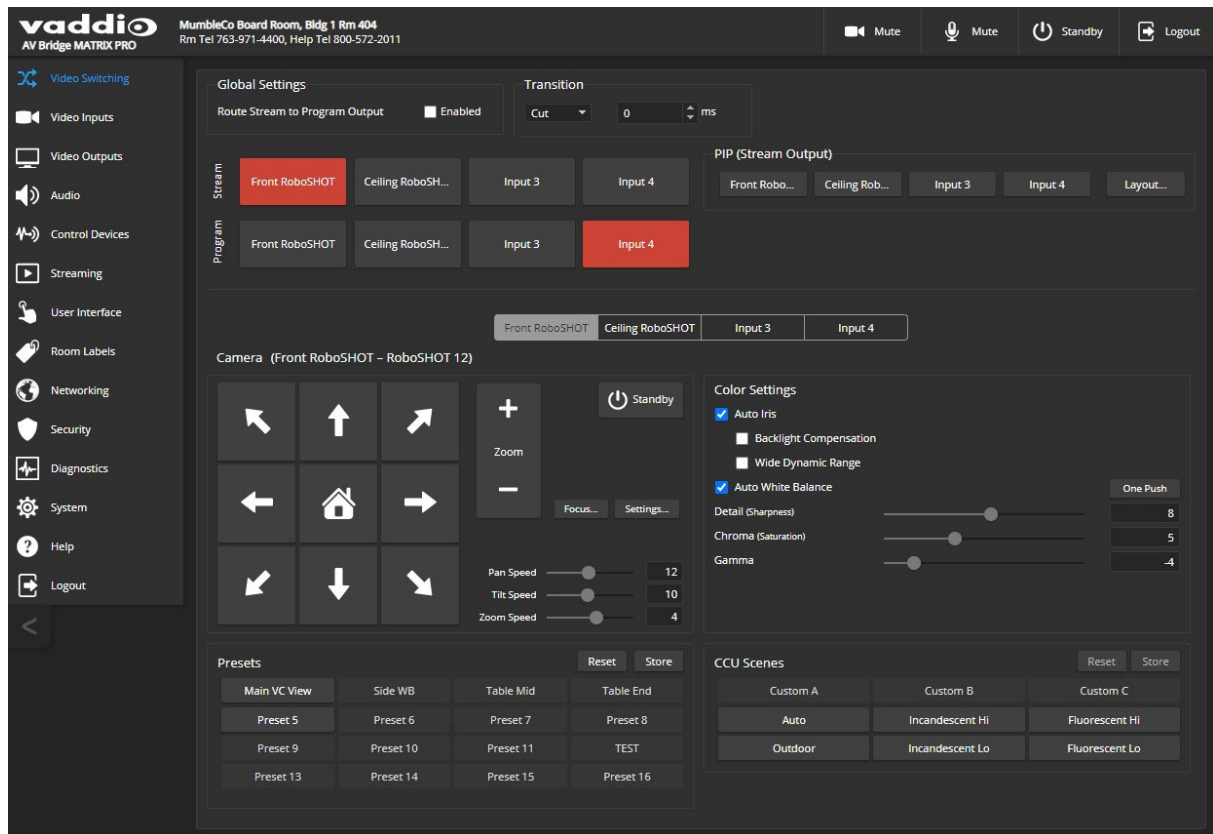 vaddio
AV Bridge MATRIX PRO
MumbleCo Board Room, Bldg 1 Rm 404
Rm Tel 763-971-4400, Help Tel 800-572-2011
Mute
Mute
Standby
Logout
Video Switching
Video Inputs
Video Outputs
Audio
Control Devices
Streaming
User Interface
Room Labels
Networking
Security
Diagnostics
System
Help
Logout
<
Global Settings
Route Stream to Program Output Enabled
Transition
Cut 0 ms
Stream
Front RoboSHOT Ceiling RoboSH... Input 3 Input 4
PIP (Stream Output)
Front Robo... Ceiling Rob... Input 3 Input 4 Layout...
Program
Front RoboSHOT Ceiling RoboSH... Input 3 Input 4
Front RoboSHOT Ceiling RoboSHOT Input 3 Input 4
Camera (Front RoboSHOT – RoboSHOT 12)
Zoom
Standby
Focus... Settings...
Pan Speed 12
Tilt Speed 10
Zoom Speed 4
Color Settings
Auto Iris
Backlight Compensation
Wide Dynamic Range
Auto White Balance One Push
Detail (Sharpness) 8
Chroma (Saturation) 5
Gamma -4
Presets Reset Store
Main VC View Side WB Table Mid Table End
Preset 5 Preset 6 Preset 7 Preset 8
Preset 9 Preset 10 Preset 11 TEST
Preset 13 Preset 14 Preset 15 Preset 16
CCU Scenes Reset Store
Custom A Custom B Custom C
Auto Incandescent Hi Fluorescent Hi
Outdoor Incandescent Lo Fluorescent Lo